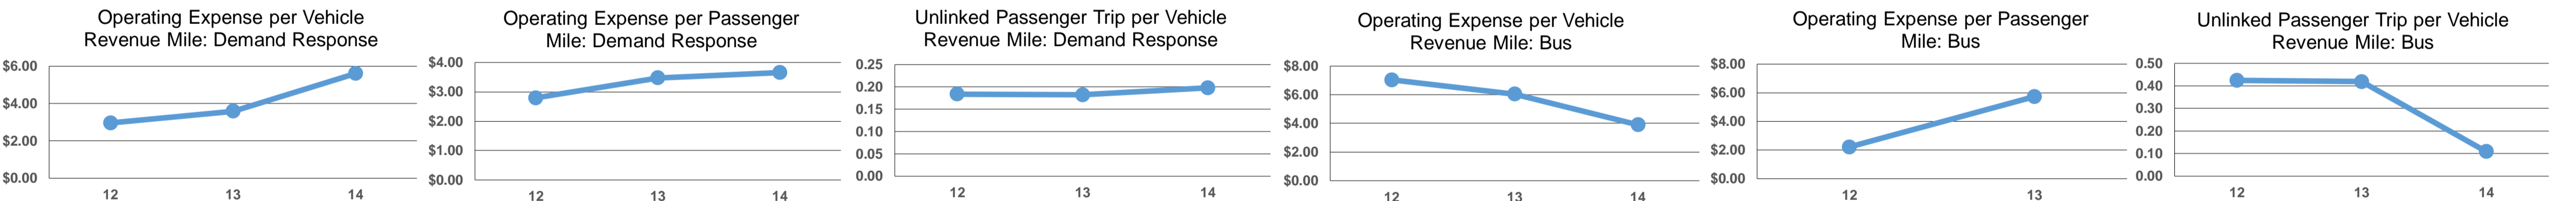 Operating Expense per Vehicle
Revenue Mile: Demand Response
$6.00
$4.00
$2.00
$0.00
12 13 14
Operating Expense per Passenger
Mile: Demand Response
$4.00
$3.00
$2.00
$1.00
$0.00
12 13 14
Unlinked Passenger Trip per Vehicle
Revenue Mile: Demand Response
0.25
0.20
0.15
0.10
0.05
0.00
12 13 14
Operating Expense per Vehicle
Revenue Mile: Bus
$8.00
$6.00
$4.00
$2.00
$0.00
12 13 14
Operating Expense per Passenger
Mile: Bus
$8.00
$6.00
$4.00
$2.00
$0.00
12 13
Unlinked Passenger Trip per Vehicle
Revenue Mile: Bus
0.50
0.40
0.30
0.20
0.10
0.00
12 13 14